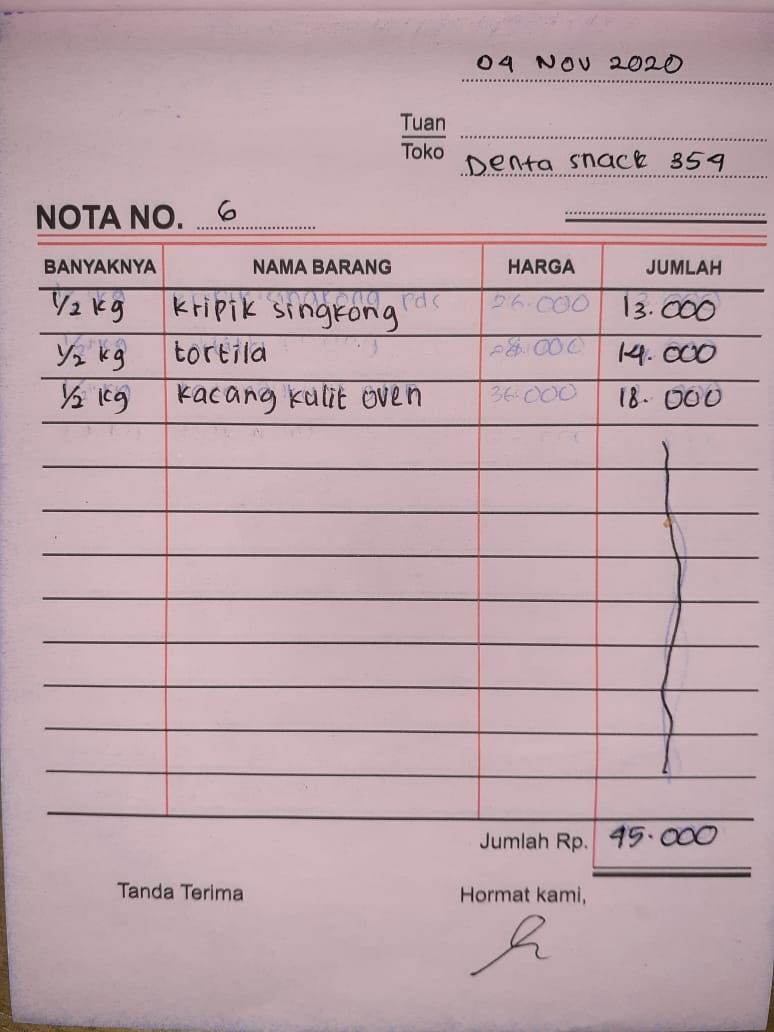 04 NOV 2020
Tuan
Toko Denta snack 354
NOTA NO. 6
BANYAKNYA NAMA BARANG HARGA JUMLAH
1/2 kg kripik singkong 26.000 13.000
1/2 kg tortila 28.000 14.000
1/2 kg kacang kulit oven 36.000 18.000
Jumlah Rp. 45.000
Tanda Terima Hormat kami,